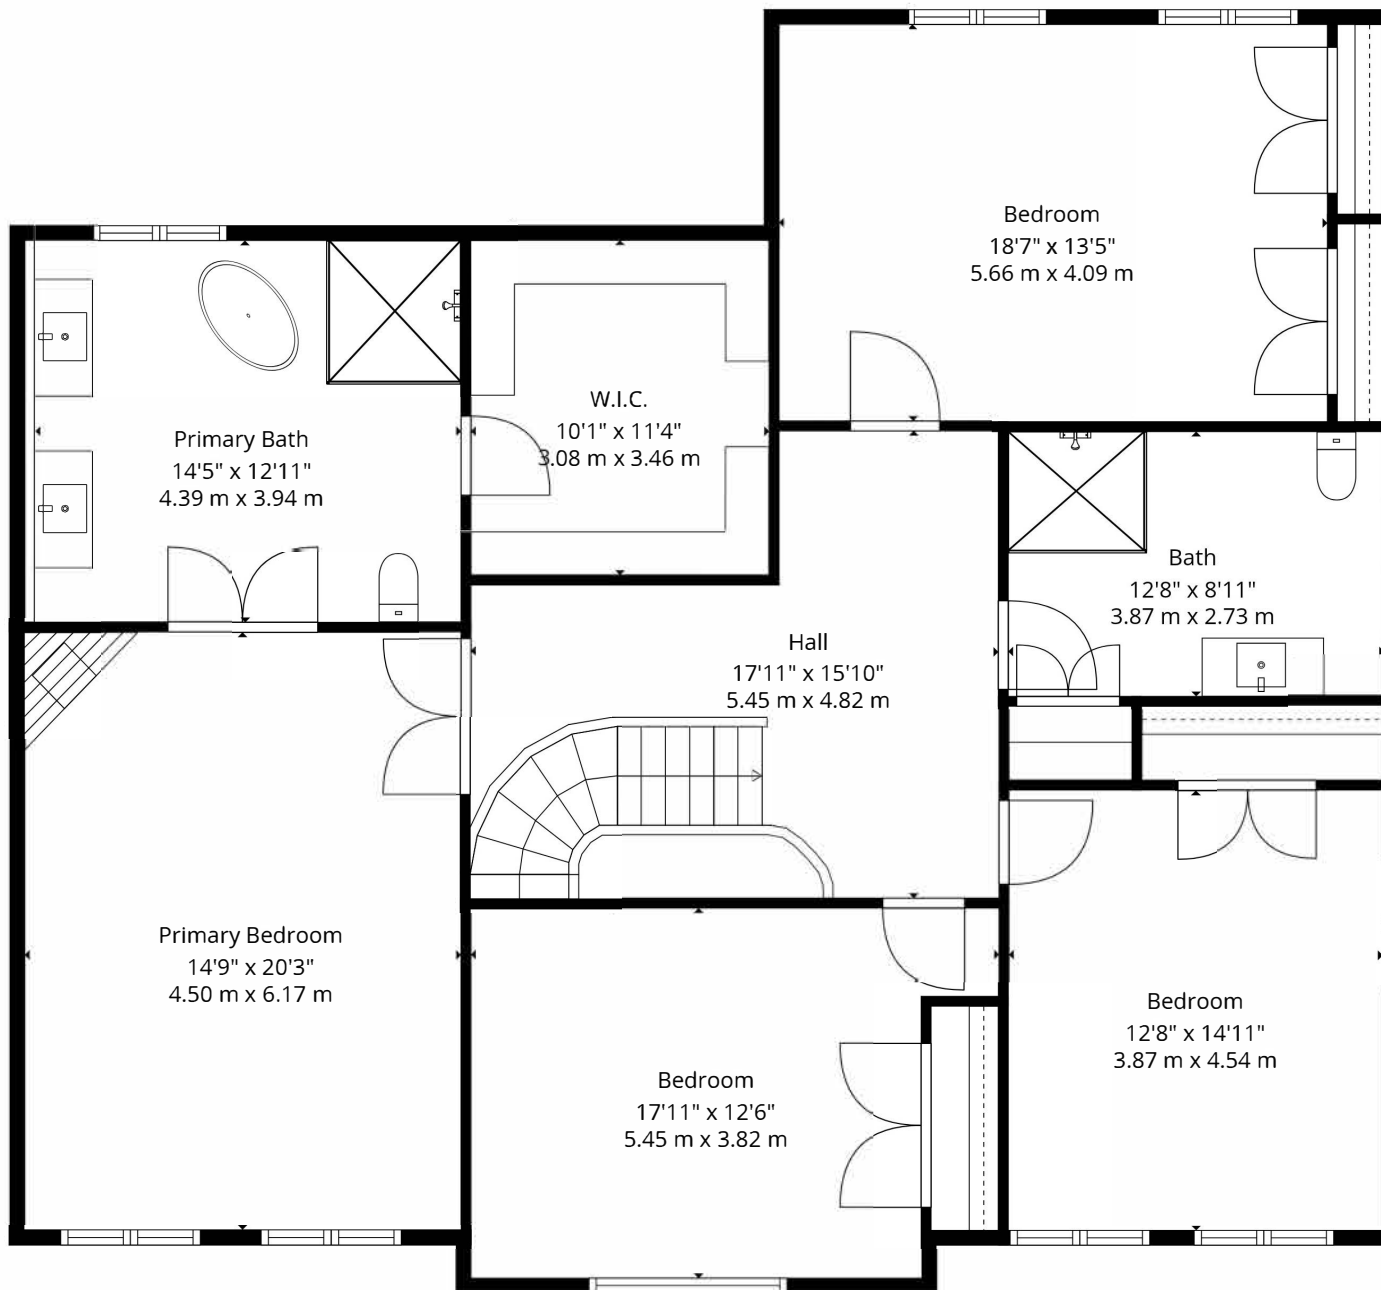 Bedroom
18'7" x 13'5"
5.66 m x 4.09 m
W.I.C.
10'1" x 11'4"
3.08 m x 3.46 m
Primary Bath
14'5" x 12'11"
4.39 m x 3.94 m
Bath
12'8" x 8'11"
3.87 m x 2.73 m
Hall
17'11" x 15'10"
5.45 m x 4.82 m
Primary Bedroom
14'9" x 20'3"
4.50 m x 6.17 m
Bedroom
12'8" x 14'11"
3.87 m x 4.54 m
Bedroom
17'11" x 12'6"
5.45 m x 3.82 m